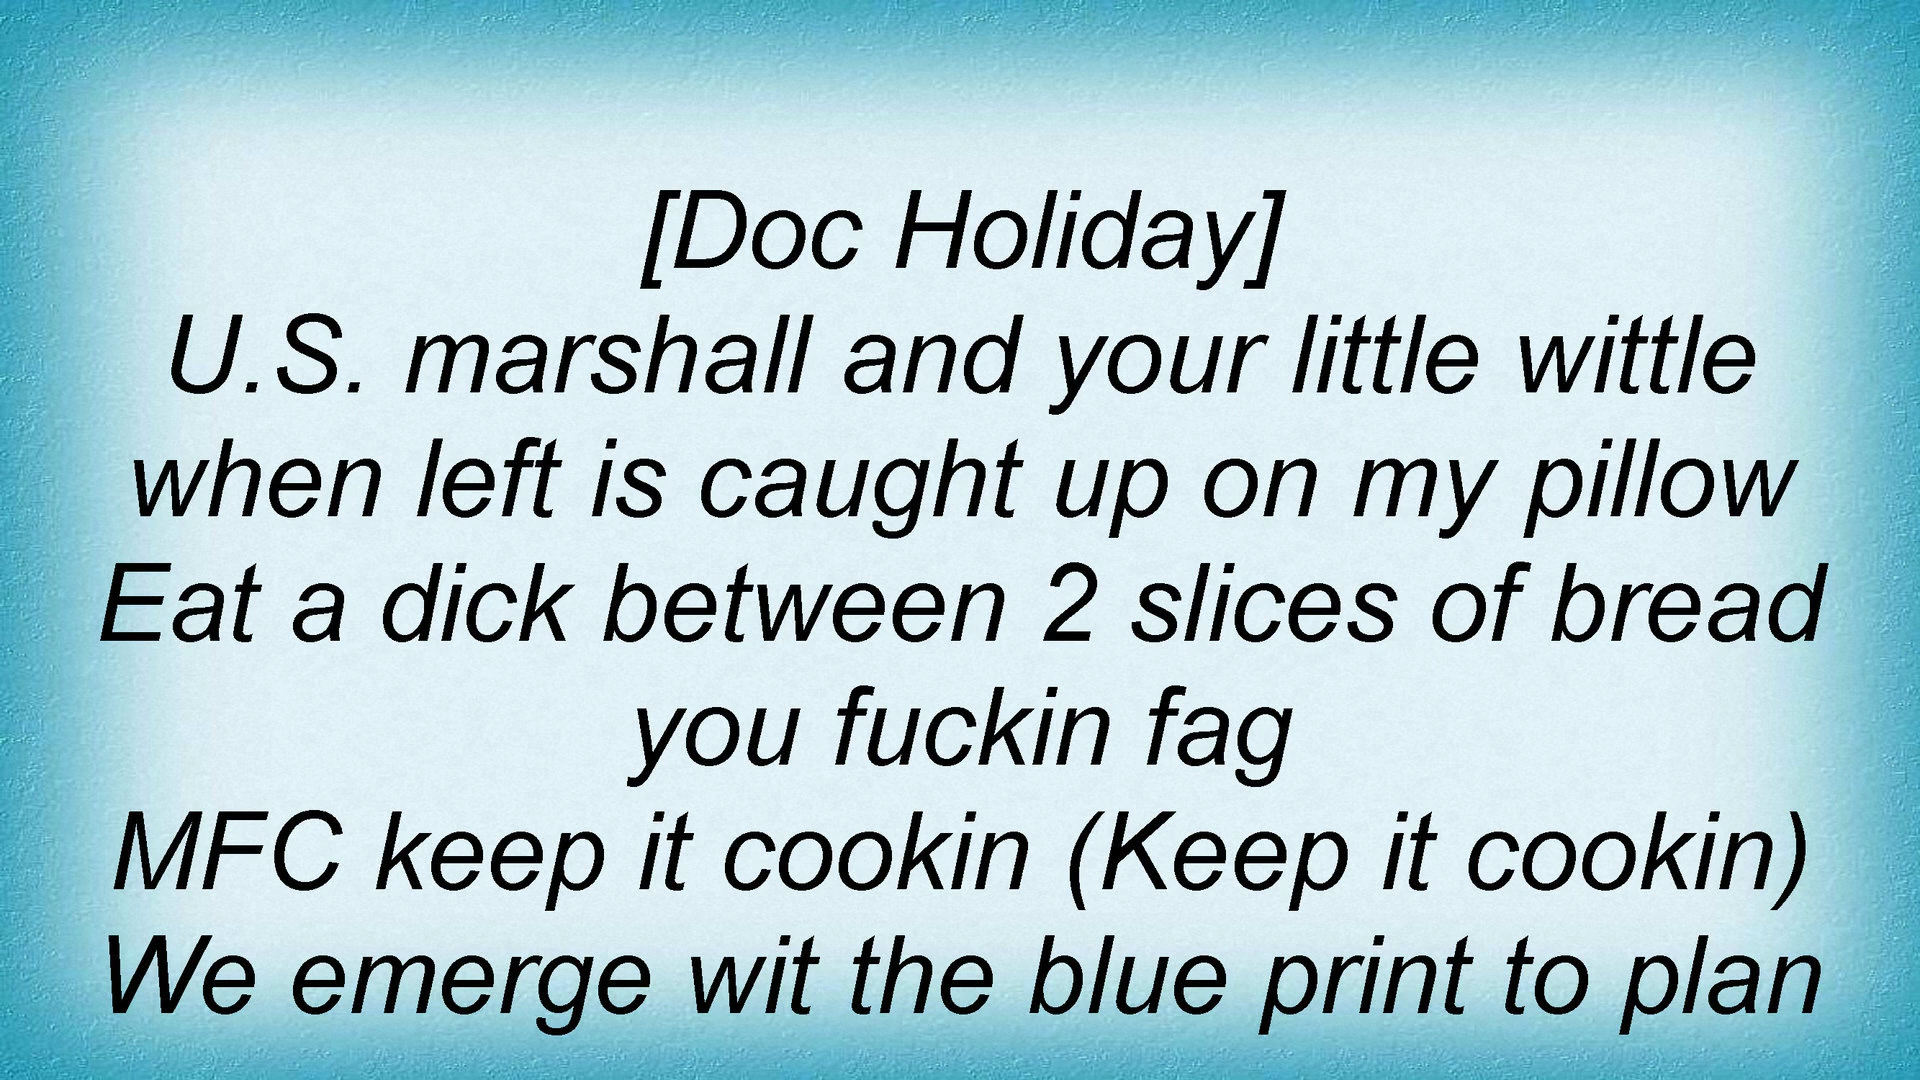 [Doc Holiday]
U.S. marshall and your little wittle
when left is caught up on my pillow
Eat a dick between 2 slices of bread
you fuckin fag
MFC keep it cookin (Keep it cookin)
We emerge wit the blue print to plan